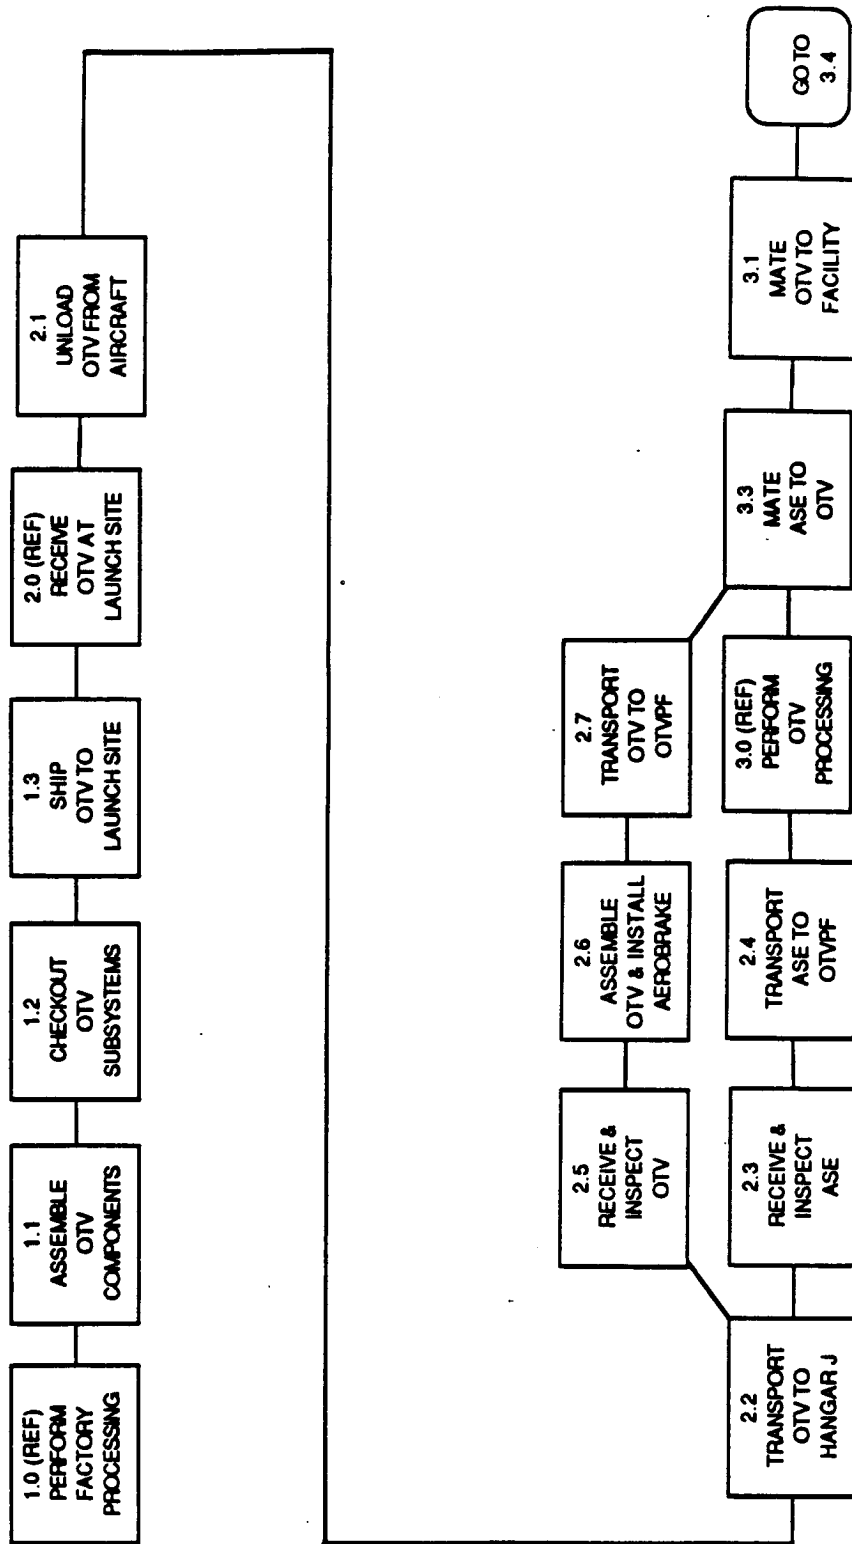 1.0 (REF)
PERFORM
FACTORY
PROCESSING
1.1
ASSEMBLE
OTV
COMPONENTS
1.2
CHECKOUT
OTV
SUBSYSTEMS
1.3
SHIP
OTV TO
LAUNCH SITE
2.0 (REF)
RECEIVE
OTV AT
LAUNCH SITE
2.1
UNLOAD
OTV FROM
AIRCRAFT
2.2
TRANSPORT
OTV TO
HANGAR J
2.5
RECEIVE &
INSPECT
OTV
2.6
ASSEMBLE
OTV & INSTALL
AEROBRAKE
2.7
TRANSPORT
OTV TO
OTVPF
2.3
RECEIVE &
INSPECT
ASE
2.4
TRANSPORT
ASE TO
OTVPF
3.0 (REF)
PERFORM
OTV
PROCESSING
3.3
MATE
ASE TO
OTV
3.1
MATE
OTV TO
FACILITY
GO TO
3.4